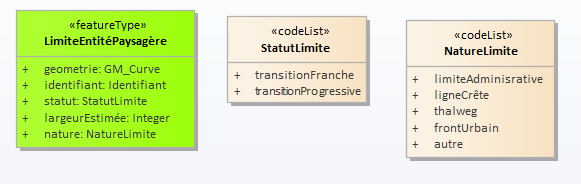 «featureType»
LimiteEntitéPaysagère
+ geometrie: GM_Curve
+ identifiant: Identifiant
+ statut: StatutLimite
+ largeurEstimée: Integer
+ nature: NatureLimite
«codeList»
StatutLimite
+ transitionFranche
+ transitionProgressive
«codeList»
NatureLimite
+ limiteAdminisrative
+ ligneCrête
+ thalweg
+ frontUrbain
+ autre